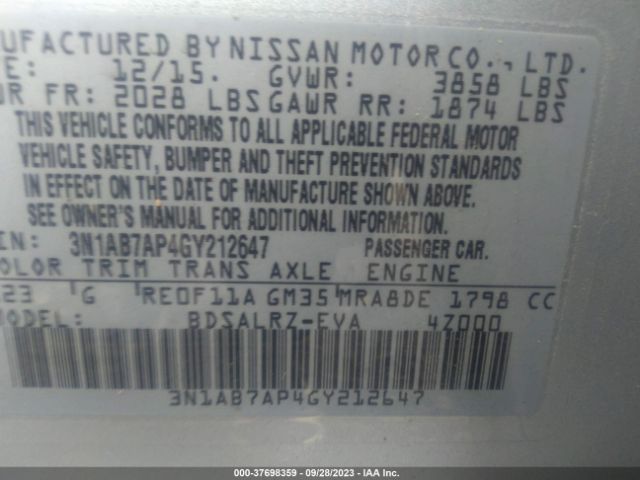 UFACTURED BY NISSAN MOTOR CO., LTD.
TE: 12/15. GVWR: 3858 LBS
WR FR: 2028 LBS GAWR RR: 1874 LBS
THIS VEHICLE CONFORMS TO ALL APPLICABLE FEDERAL MOTOR
VEHICLE SAFETY, BUMPER AND THEFT PREVENTION STANDARDS
IN EFFECT ON THE DATE OF MANUFACTURE SHOWN ABOVE.
SEE OWNER'S MANUAL FOR ADDITIONAL INFORMATION.
IN: 3N1AB7AP4GY212647 PASSENGER CAR.
OLOR TRIM TRANS AXLE ENGINE
23 G RE0F11A GM35 MRA8DE 1798 CC
MODEL: BDSALRZ-EVA 4Z000
3N1AB7AP4GY212647
000-37698359 - 09/28/2023 - IAA Inc.